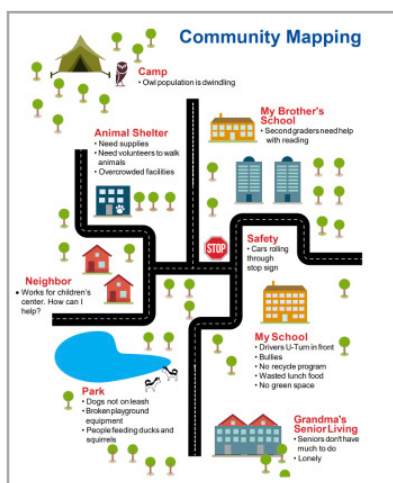 Community Mapping
Camp
• Owl population is dwindling
My Brother's
School
• Second graders need help
with reading
Animal Shelter
• Need supplies
• Need volunteers to walk
animals
• Overcrowded facilities
STOP
Safety
• Cars rolling
through
stop sign
Neighbor
• Works for children's
center. How can I
help?
My School
• Drivers U-Turn in front
• Bullies
• No recycle program
• Wasted lunch food
• No green space
Park
• Dogs not on leash
• Broken playground
equipment
• People feeding ducks and
squirrels
Grandma's
Senior Living
• Seniors don't have
much to do
• Lonely